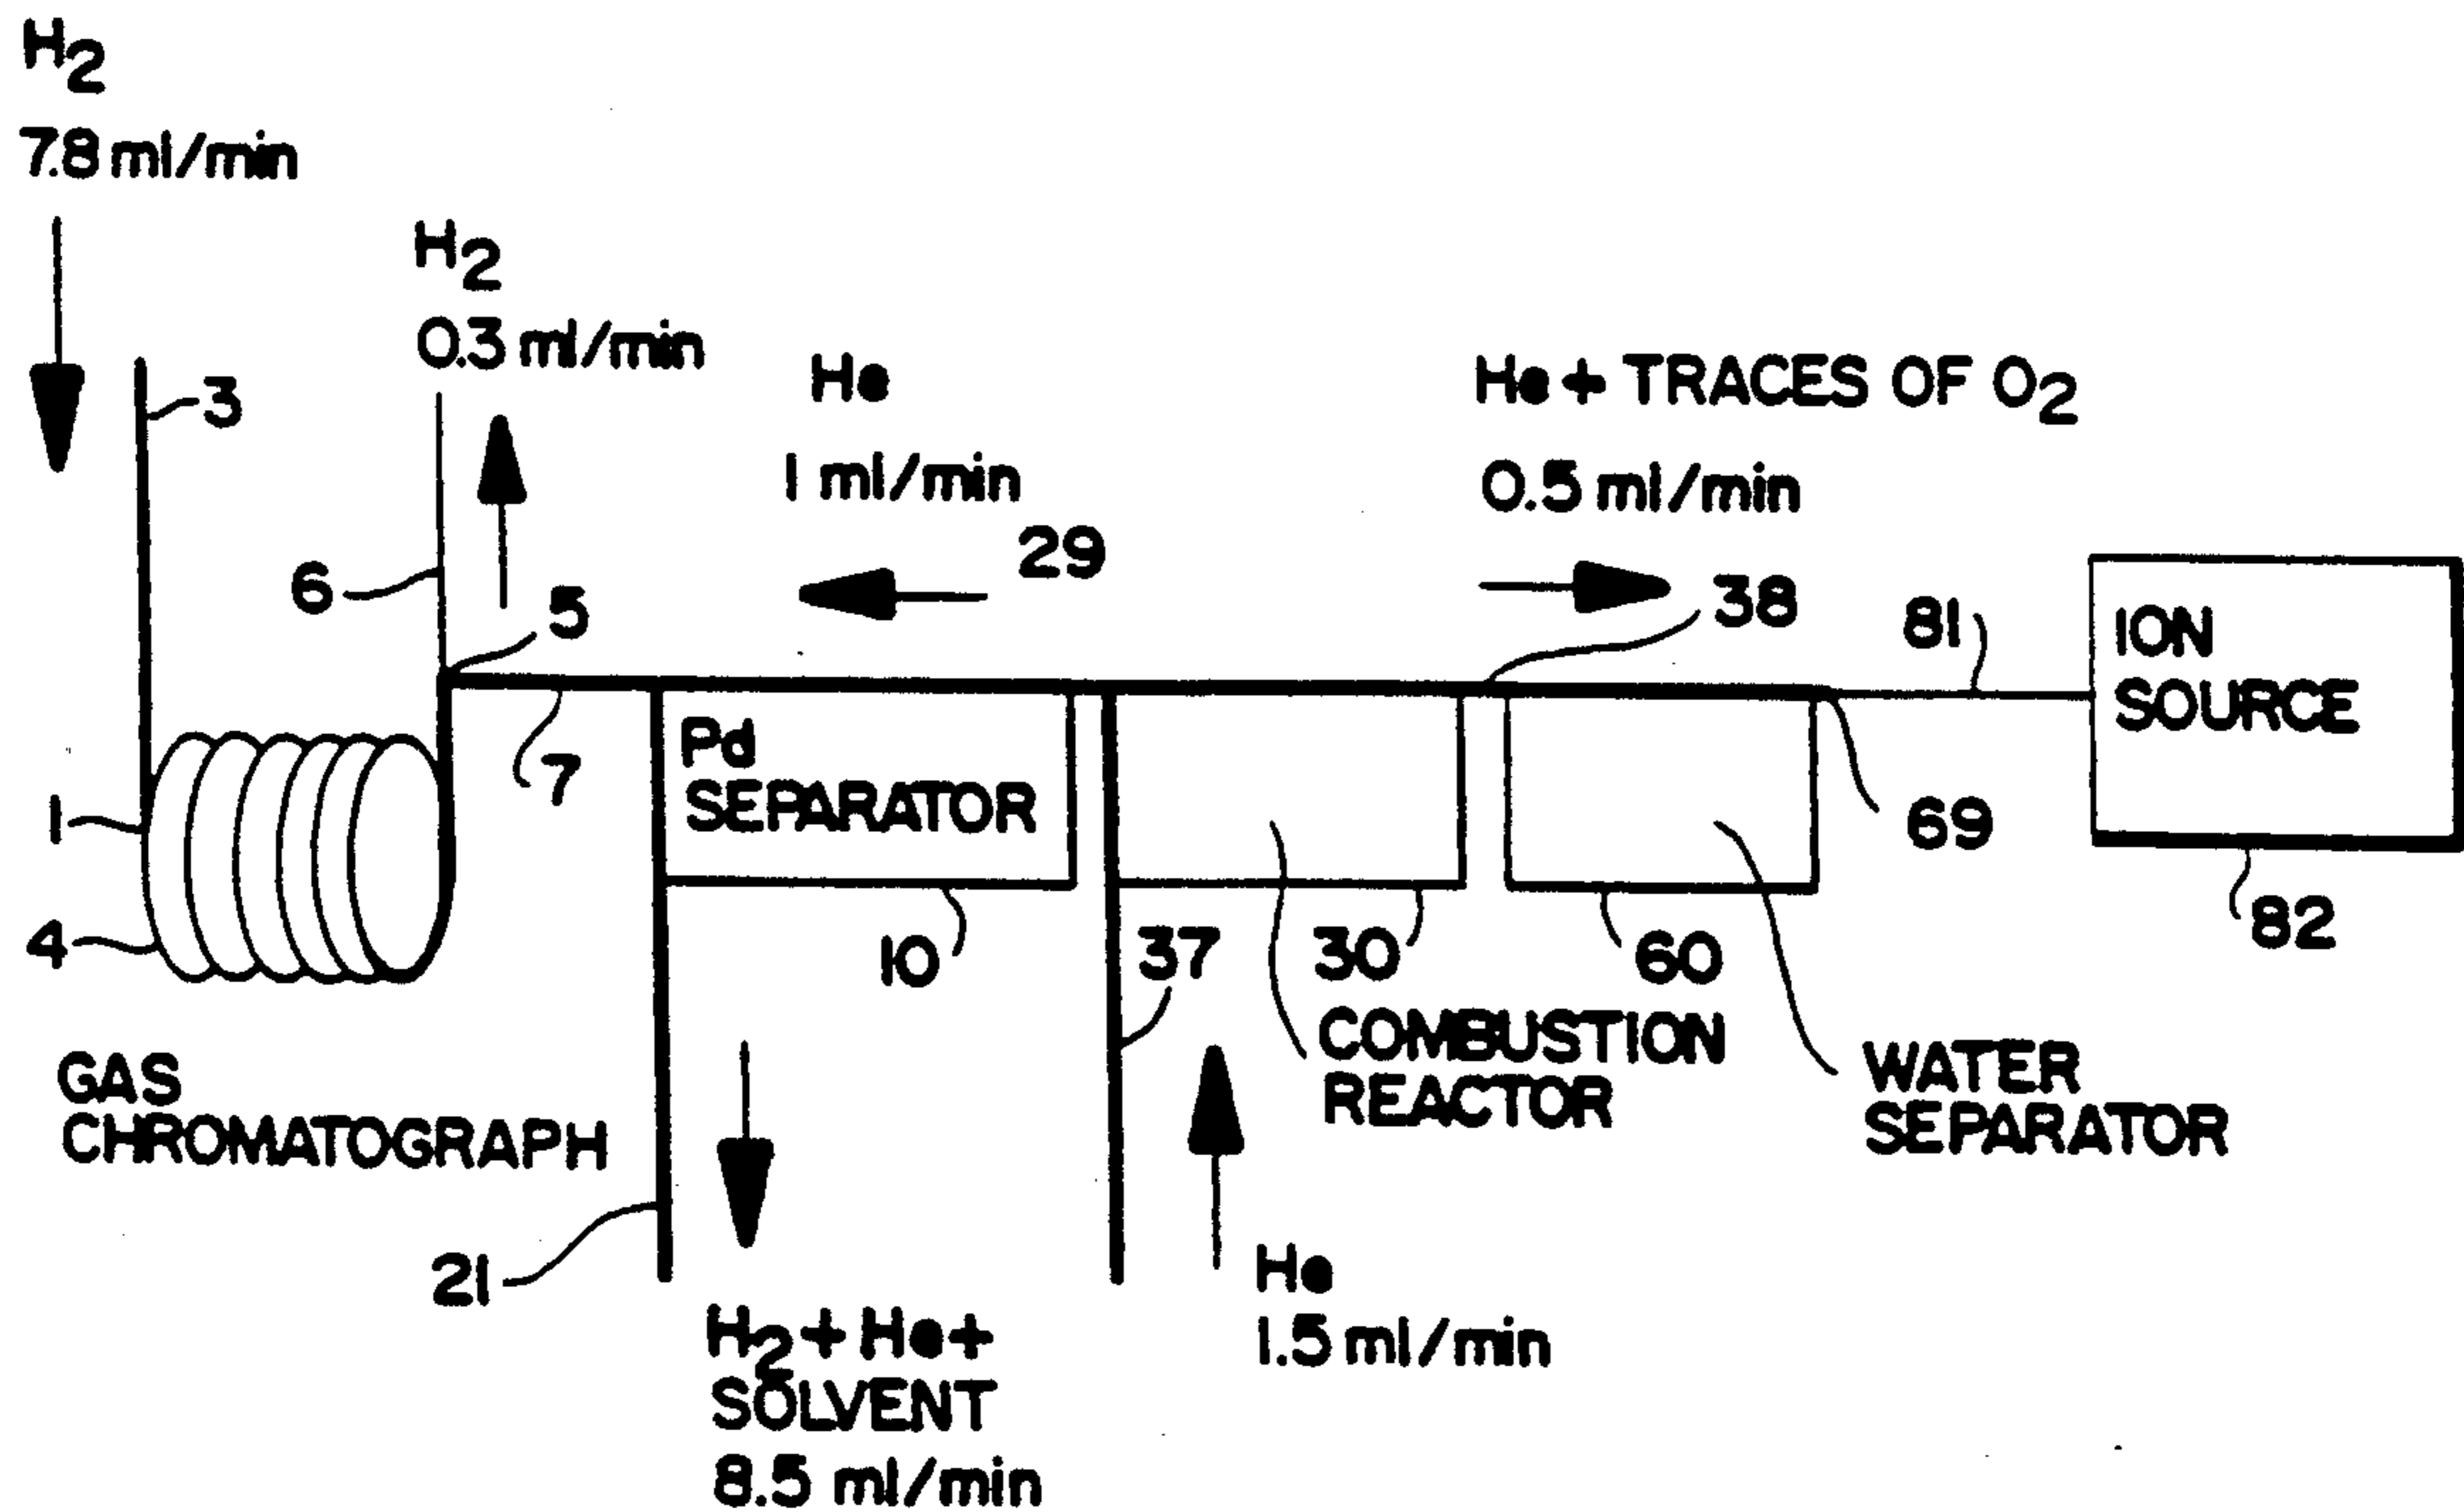 H2
7.8 ml/min
H2
0.3 ml/min
He
1 ml/min
He + TRACES OF O2
0.5 ml/min
3
29
6
5
38
81
ION
SOURCE
7
Pd
SEPARATOR
1
69
4
10
37
30
60
82
COMBUSTION
REACTOR
WATER
SEPARATOR
GAS
CHROMATOGRAPH
21
He
1.5 ml/min
H2 + He +
SOLVENT
8.5 ml/min